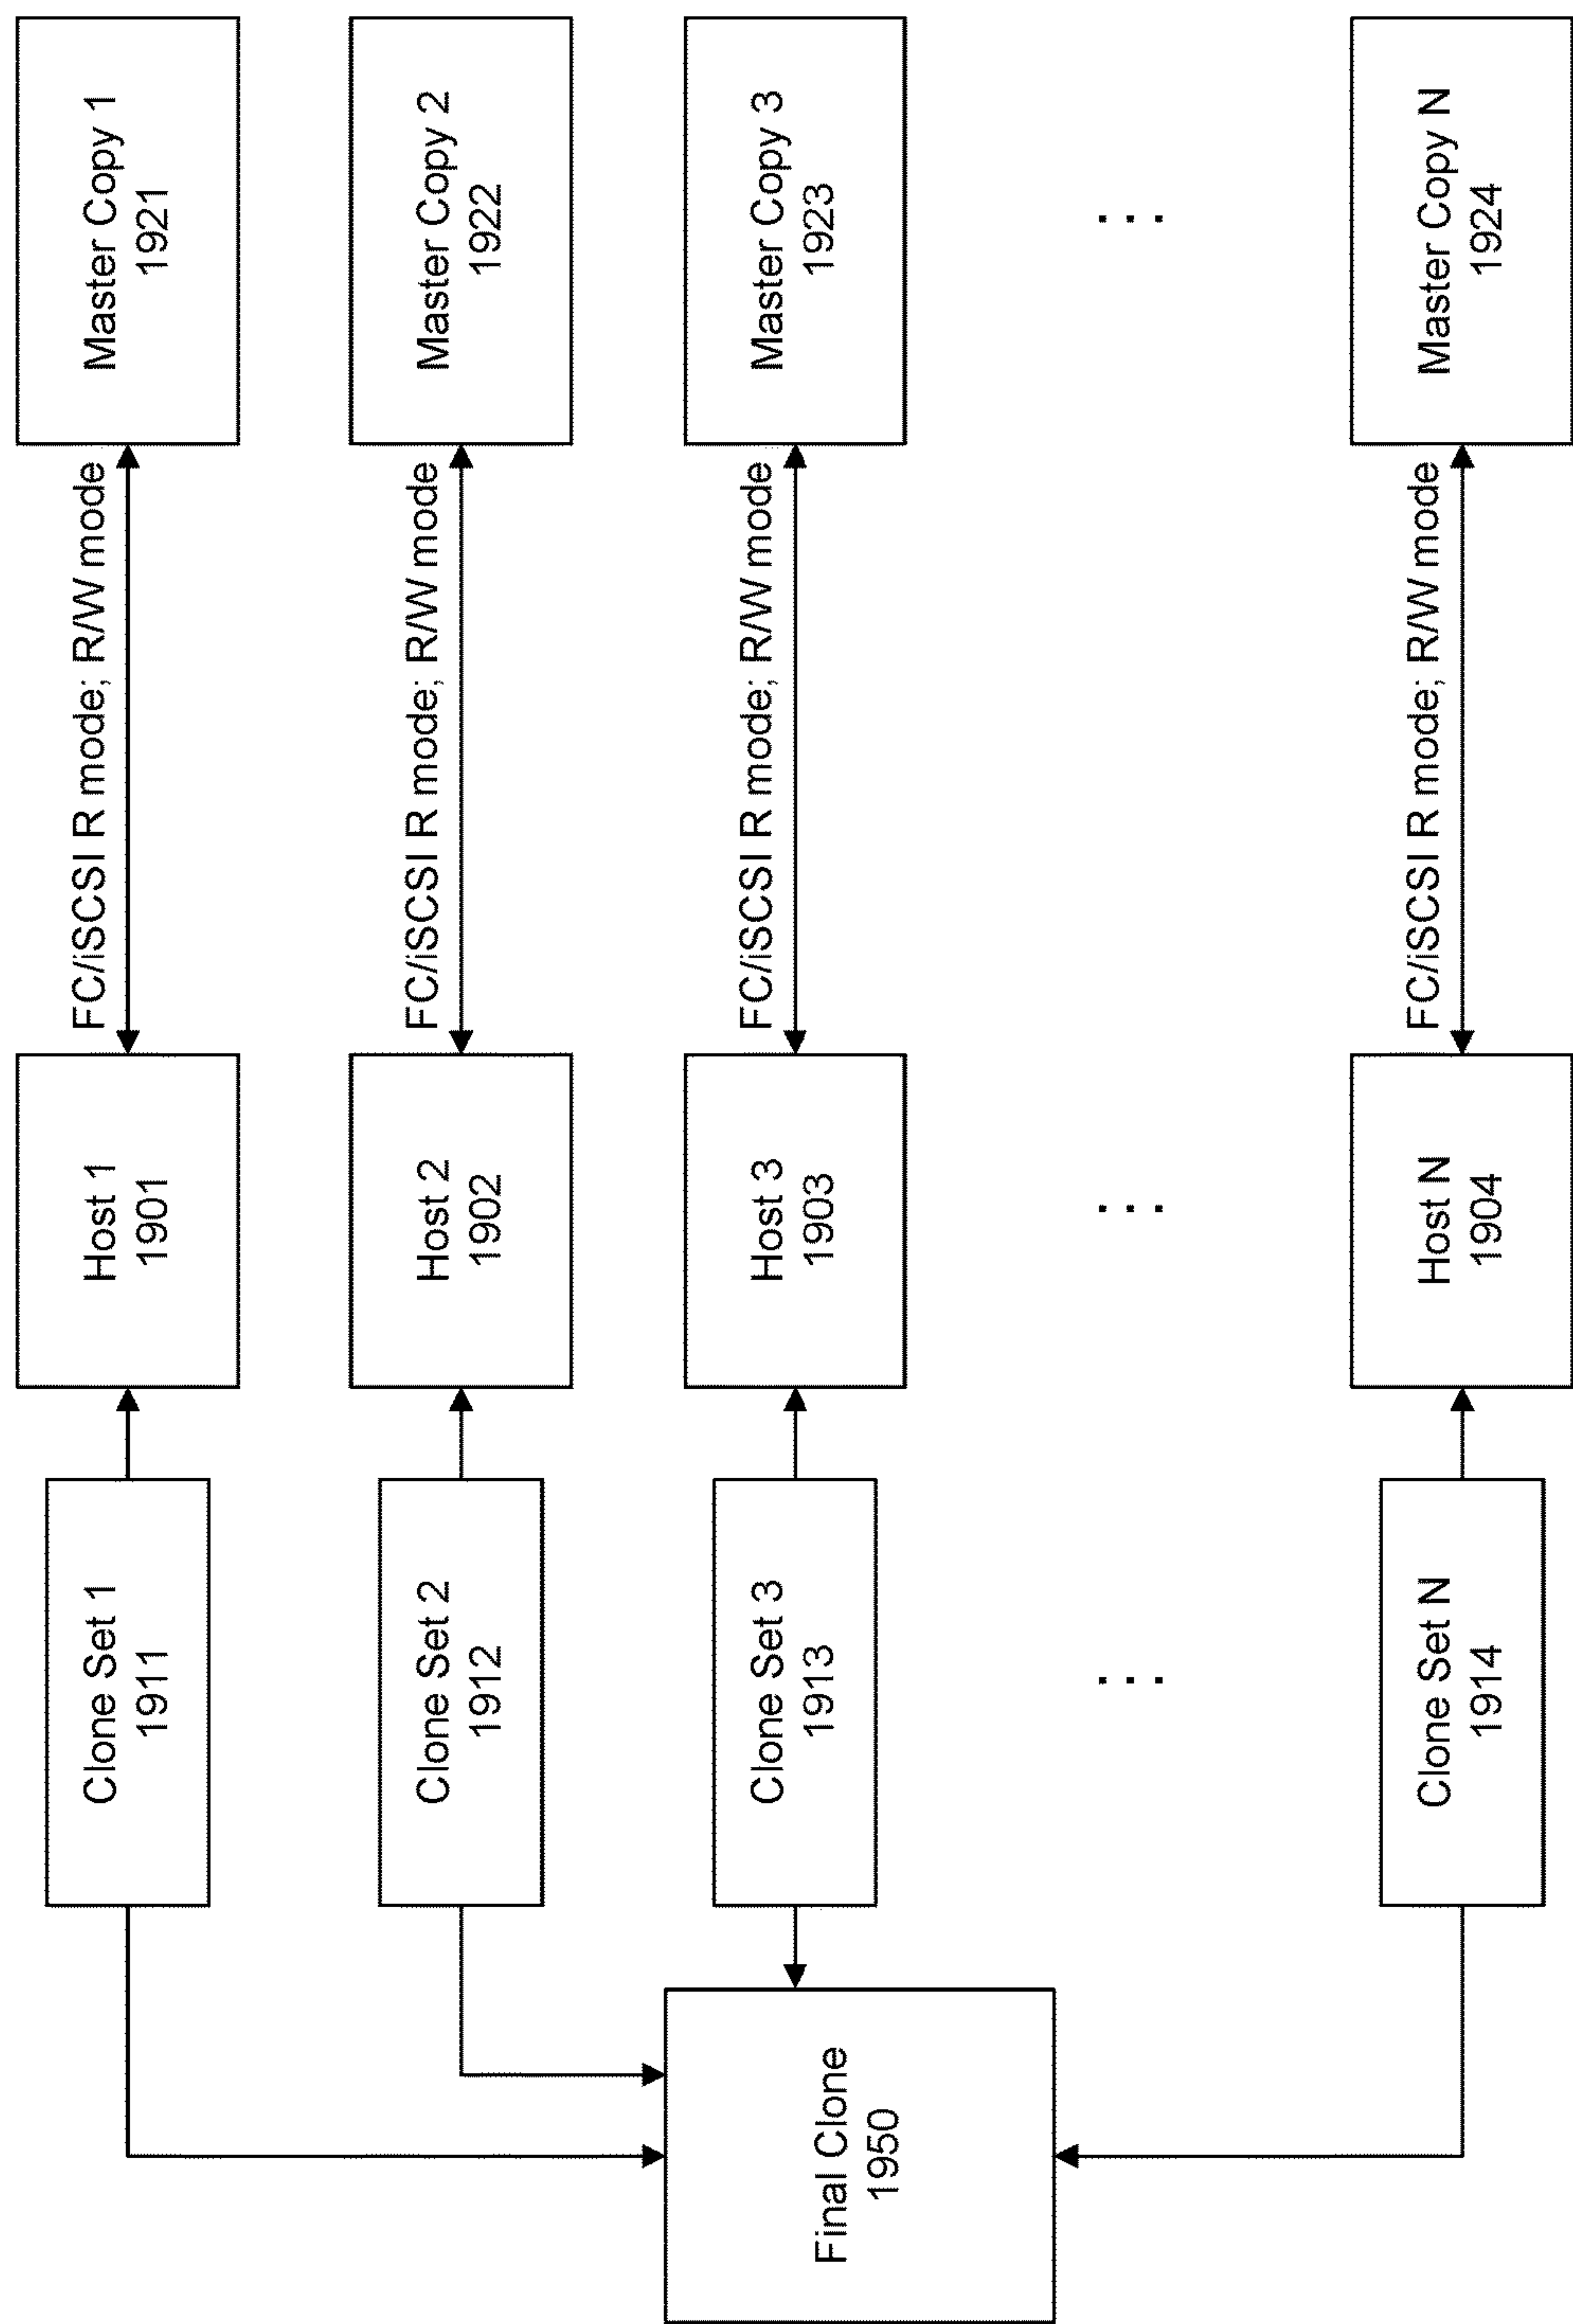 Master Copy 1
1921
Master Copy 2
1922
Master Copy 3
1923
...
Master Copy N
1924
FC/iSCSI R mode; R/W mode
FC/iSCSI R mode; R/W mode
FC/iSCSI R mode; R/W mode
FC/iSCSI R mode; R/W mode
Host 1
1901
Host 2
1902
Host 3
1903
...
Host N
1904
Clone Set 1
1911
Clone Set 2
1912
Clone Set 3
1913
...
Clone Set N
1914
Final Clone
1950